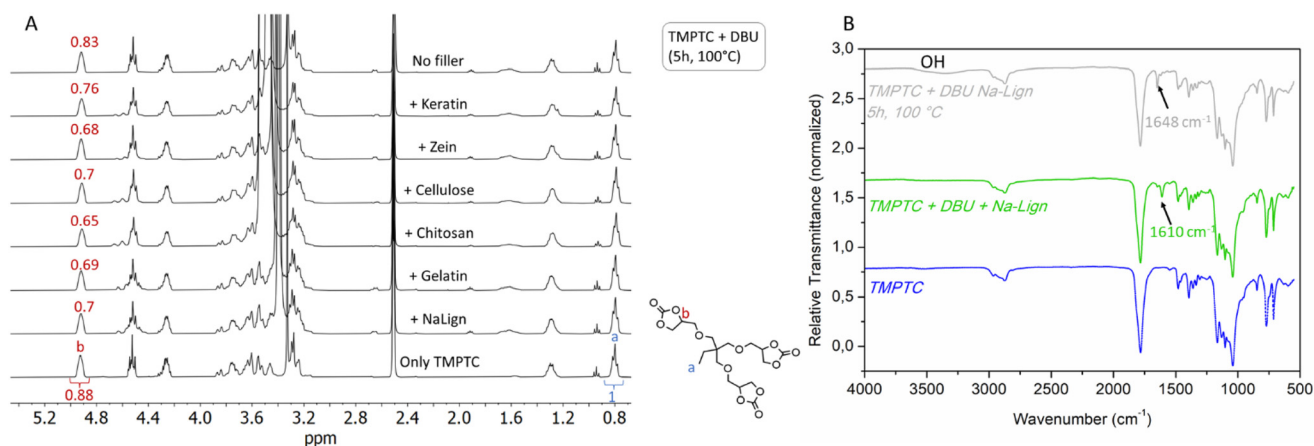 A
0.83
No filler
0.76
+ Keratin
0.68
+ Zein
0.7
+ Cellulose
0.65
+ Chitosan
0.69
+ Gelatin
0.7
+ NaLign
a
b
Only TMPTC
0.88
1
5.2 4.8 4.4 4.0 3.6 3.2 2.8 2.4 2.0 1.6 1.2 0.8
ppm
TMPTC + DBU
(5h, 100°C)
O
O
b
O
O
O
O
O
O
a
O
O
O
O
B
3,0
2,5
2,0
1,5
1,0
0,5
0,0
Relative Transmittance (normalized)
OH
TMPTC + DBU Na-Lign
5h, 100 °C
1648 cm⁻¹
TMPTC + DBU + Na-Lign
1610 cm⁻¹
TMPTC
4000 3500 3000 2500 2000 1500 1000 500
Wavenumber (cm⁻¹)